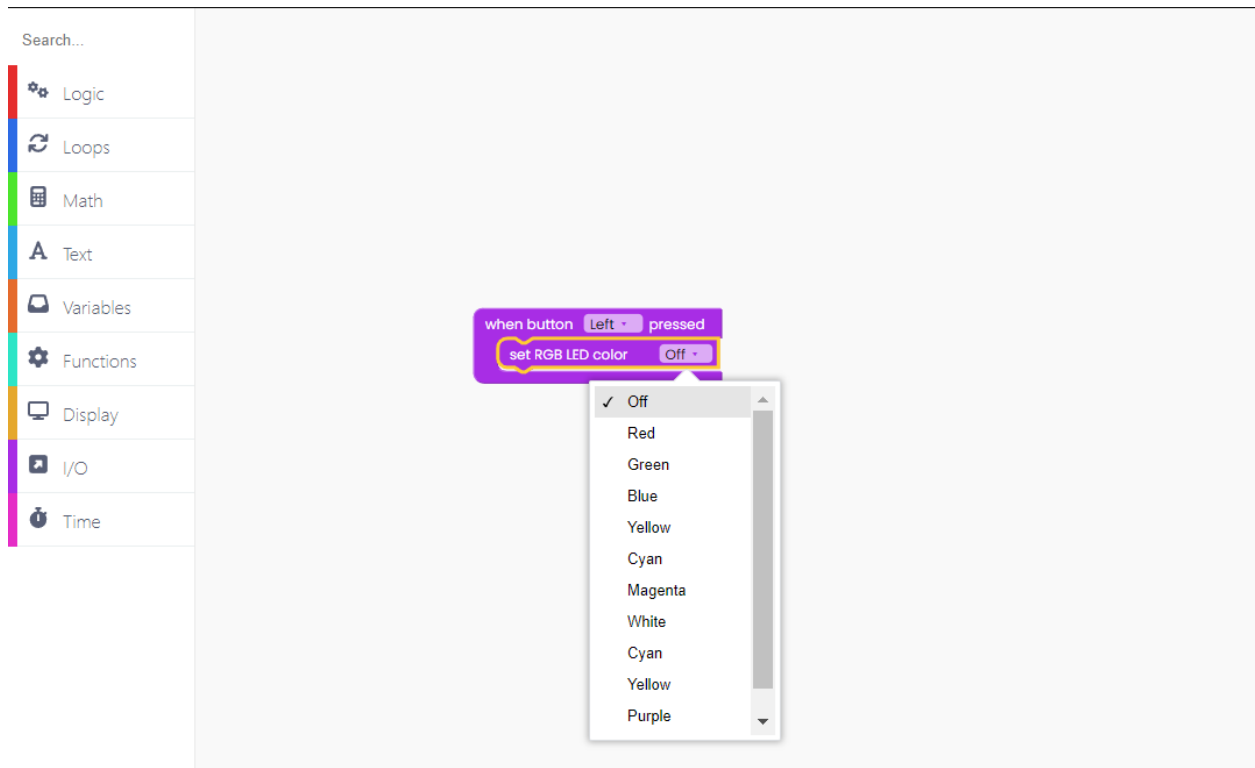 Search...
Logic
Loops
Math
Text
Variables
Functions
Display
I/O
Time
when button Left pressed
set RGB LED color Off
✓ Off
Red
Green
Blue
Yellow
Cyan
Magenta
White
Cyan
Yellow
Purple